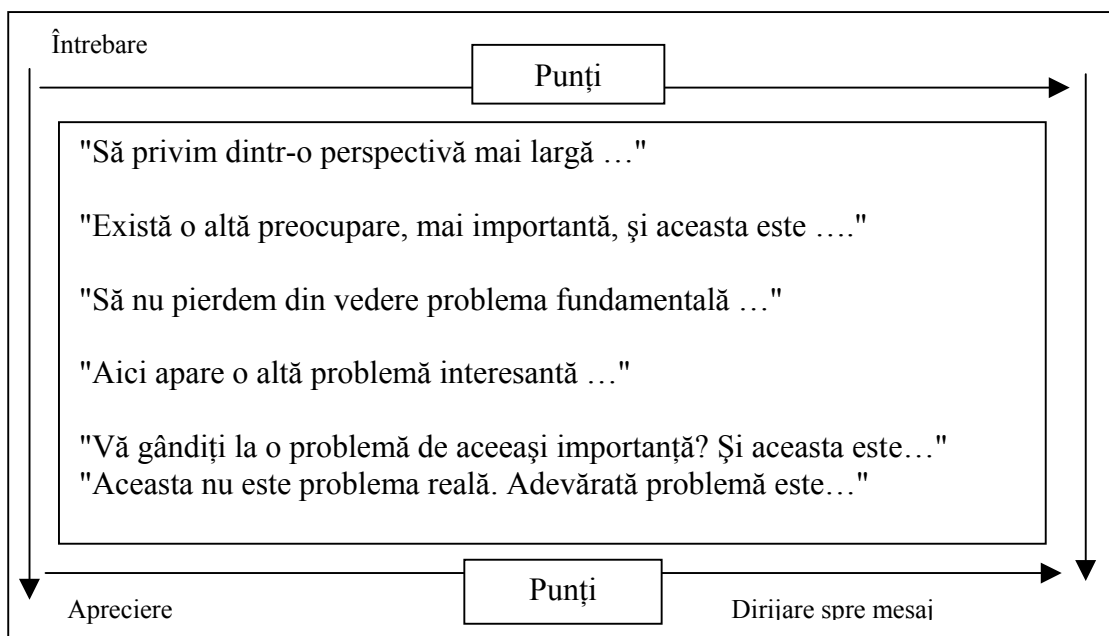 Întrebare
Punți
"Să privim dintr-o perspectivă mai largă …"
"Există o altă preocupare, mai importantă, şi aceasta este …."
"Să nu pierdem din vedere problema fundamentală …"
"Aici apare o altă problemă interesantă …"
"Vă gândiți la o problemă de aceeaşi importanță? Şi aceasta este…"
"Aceasta nu este problema reală. Adevărată problemă este…"
Punți
Apreciere Dirijare spre mesaj